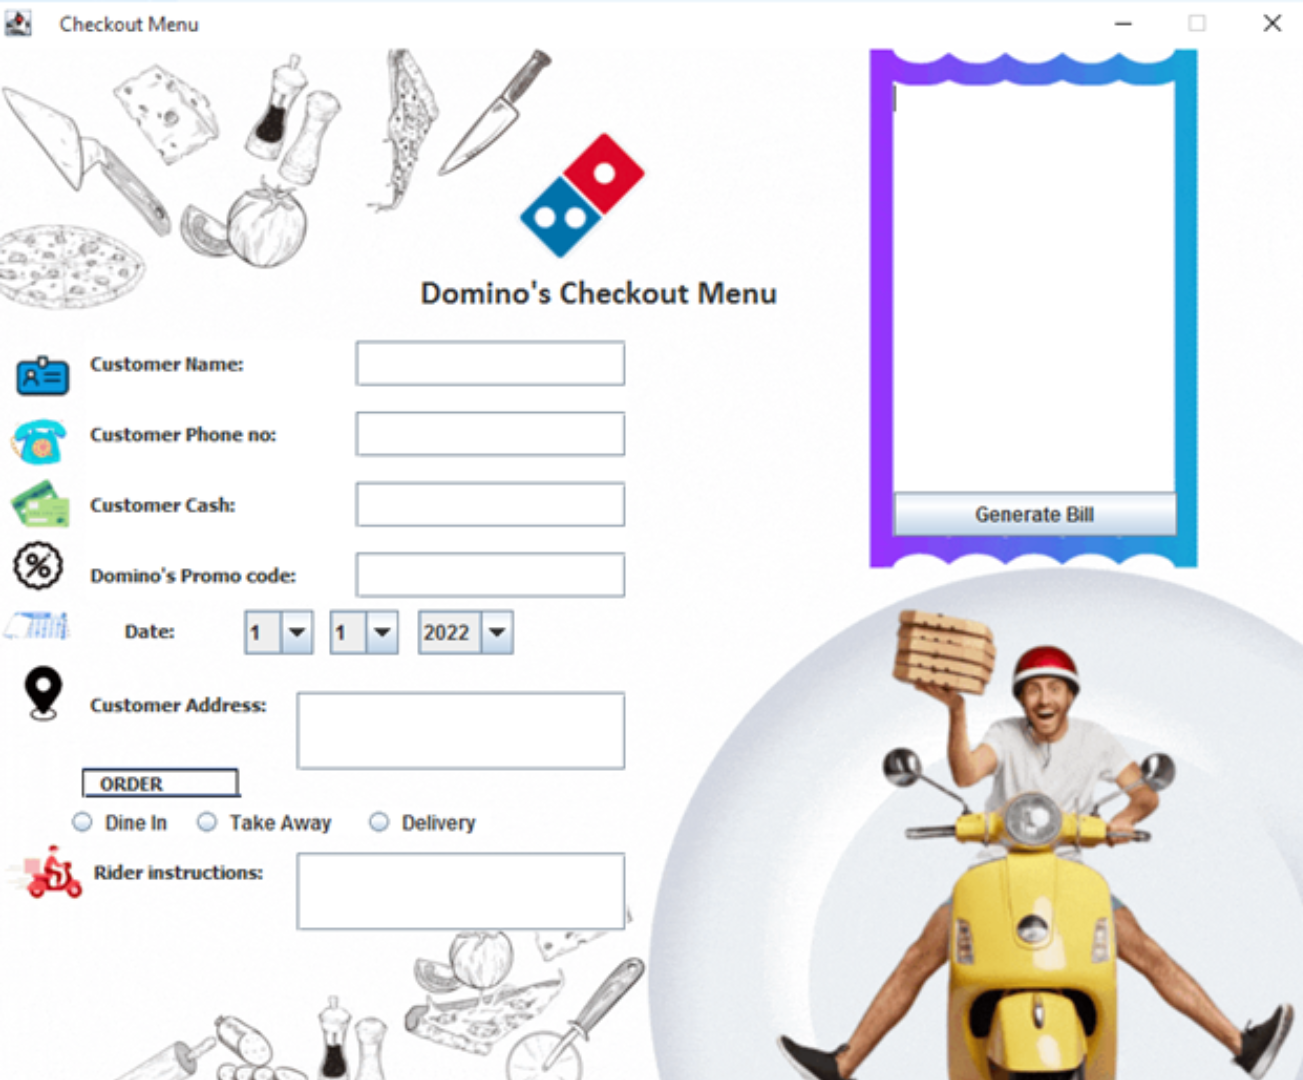 Checkout Menu
Domino's Checkout Menu
Customer Name:
Customer Phone no:
Customer Cash:
Domino's Promo code:
Date: 1 1 2022
Customer Address:
ORDER
Dine In Take Away Delivery
Rider instructions:
Generate Bill